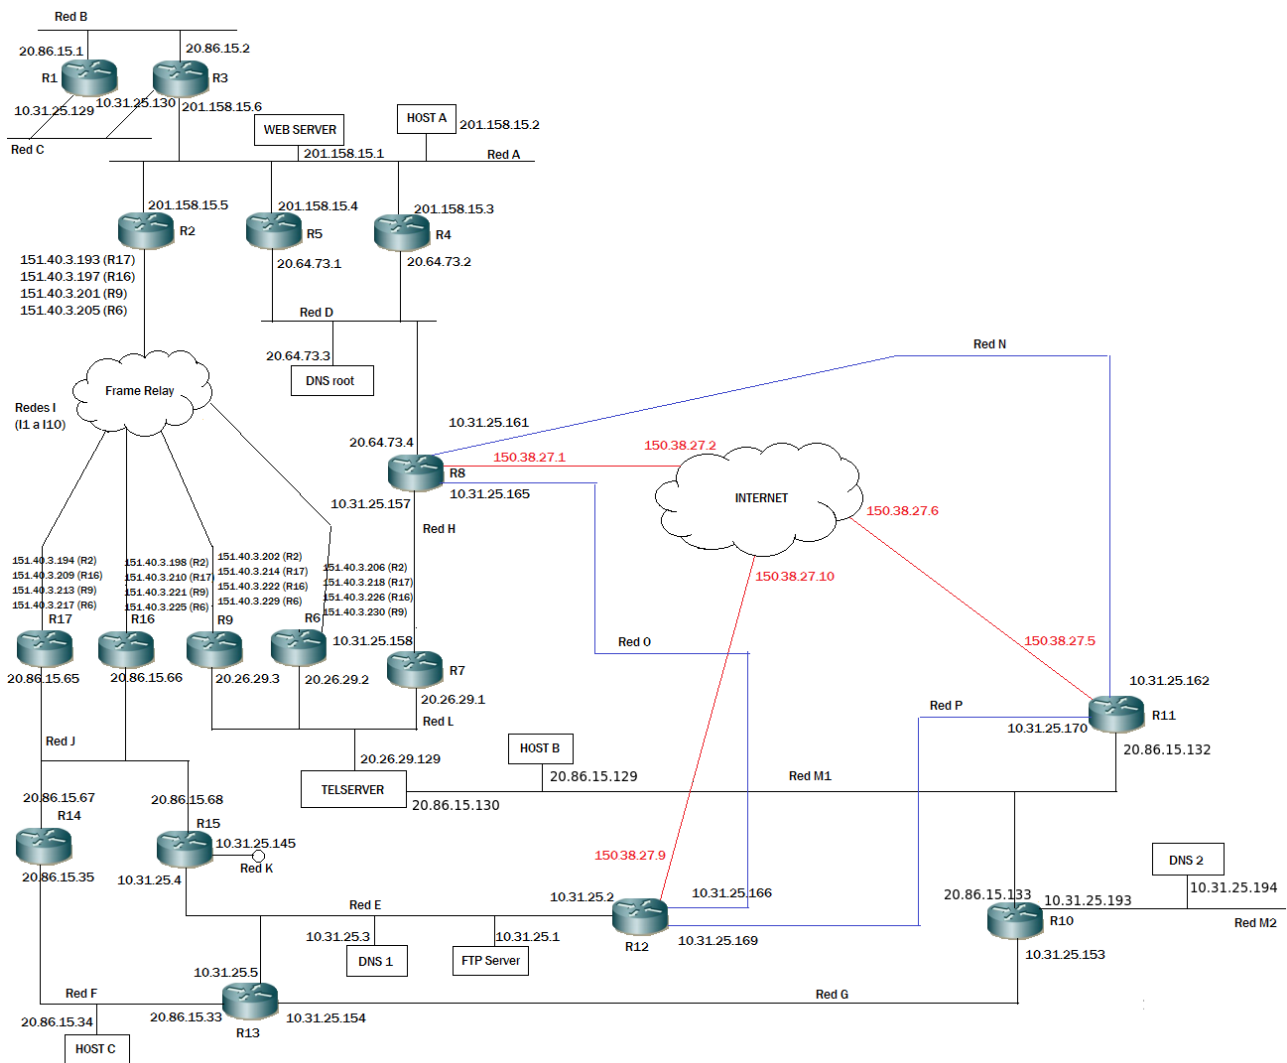 Red B
20.86.15.1
20.86.15.2
R1
R3
10.31.25.129
10.31.25.130
201.158.15.6
Red C
WEB SERVER
HOST A
201.158.15.2
201.158.15.1
Red A
201.158.15.5
201.158.15.4
201.158.15.3
R2
R5
R4
151.40.3.193 (R17)
151.40.3.197 (R16)
151.40.3.201 (R9)
151.40.3.205 (R6)
20.64.73.1
20.64.73.2
Red D
20.64.73.3
DNS root
Red N
Frame Relay
Redes I
(I1 a I10)
10.31.25.161
20.64.73.4
150.38.27.1
150.38.27.2
R8
10.31.25.165
10.31.25.157
INTERNET
150.38.27.6
Red H
150.38.27.10
151.40.3.194 (R2)
151.40.3.209 (R16)
151.40.3.213 (R9)
151.40.3.217 (R6)
151.40.3.198 (R2)
151.40.3.210 (R17)
151.40.3.221 (R9)
151.40.3.225 (R6)
151.40.3.202 (R2)
151.40.3.214 (R17)
151.40.3.222 (R16)
151.40.3.229 (R6)
151.40.3.206 (R2)
151.40.3.218 (R17)
151.40.3.226 (R16)
151.40.3.230 (R9)
R17
R16
R9
R6
10.31.25.158
R7
Red O
150.38.27.5
20.86.15.65
20.86.15.66
20.26.29.3
20.26.29.2
20.26.29.1
10.31.25.162
R11
Red P
10.31.25.170
Red L
Red J
20.26.29.129
HOST B
20.86.15.132
20.86.15.129
Red M1
TELSERVER
20.86.15.130
20.86.15.67
20.86.15.68
R14
R15
10.31.25.145
Red K
20.86.15.35
10.31.25.4
150.38.27.9
DNS 2
10.31.25.194
10.31.25.2
10.31.25.166
20.86.15.133
10.31.25.193
Red E
R10
Red M2
10.31.25.3
10.31.25.1
R12
10.31.25.169
DNS 1
FTP Server
10.31.25.153
10.31.25.5
Red F
Red G
20.86.15.34
20.86.15.33
R13
10.31.25.154
HOST C